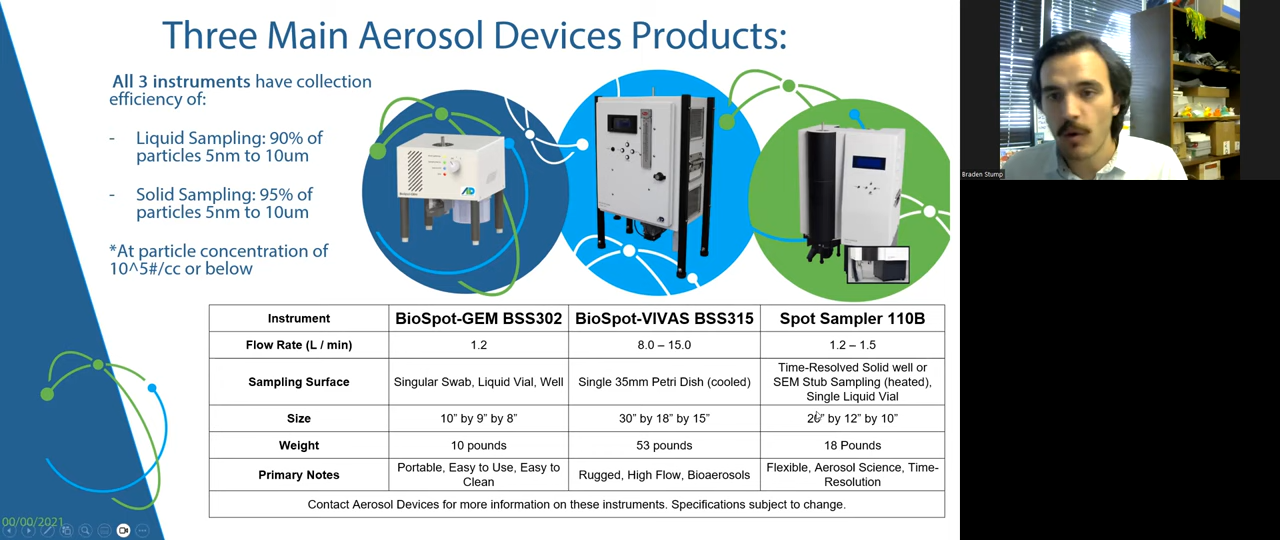 Three Main Aerosol Devices Products:
All 3 instruments have collection
efficiency of:
- Liquid Sampling: 90% of
particles 5nm to 10um
- Solid Sampling: 95% of
particles 5nm to 10um
*At particle concentration of
10^5#/cc or below
AD
Braden Stump
Instrument BioSpot-GEM BSS302 BioSpot-VIVAS BSS315 Spot Sampler 110B
Flow Rate (L / min) 1.2 8.0 – 15.0 1.2 – 1.5
Sampling Surface Singular Swab, Liquid Vial, Well Single 35mm Petri Dish (cooled) Time-Resolved Solid well or
SEM Stub Sampling (heated),
Single Liquid Vial
Size 10” by 9” by 8” 30” by 18” by 15” by 12” by 10”
Weight 10 pounds 53 pounds 18 Pounds
Primary Notes Portable, Easy to Use, Easy to
Clean Rugged, High Flow, Bioaerosols Flexible, Aerosol Science, Time-
Resolution
Contact Aerosol Devices for more information on these instruments. Specifications subject to change.
00/00/2021